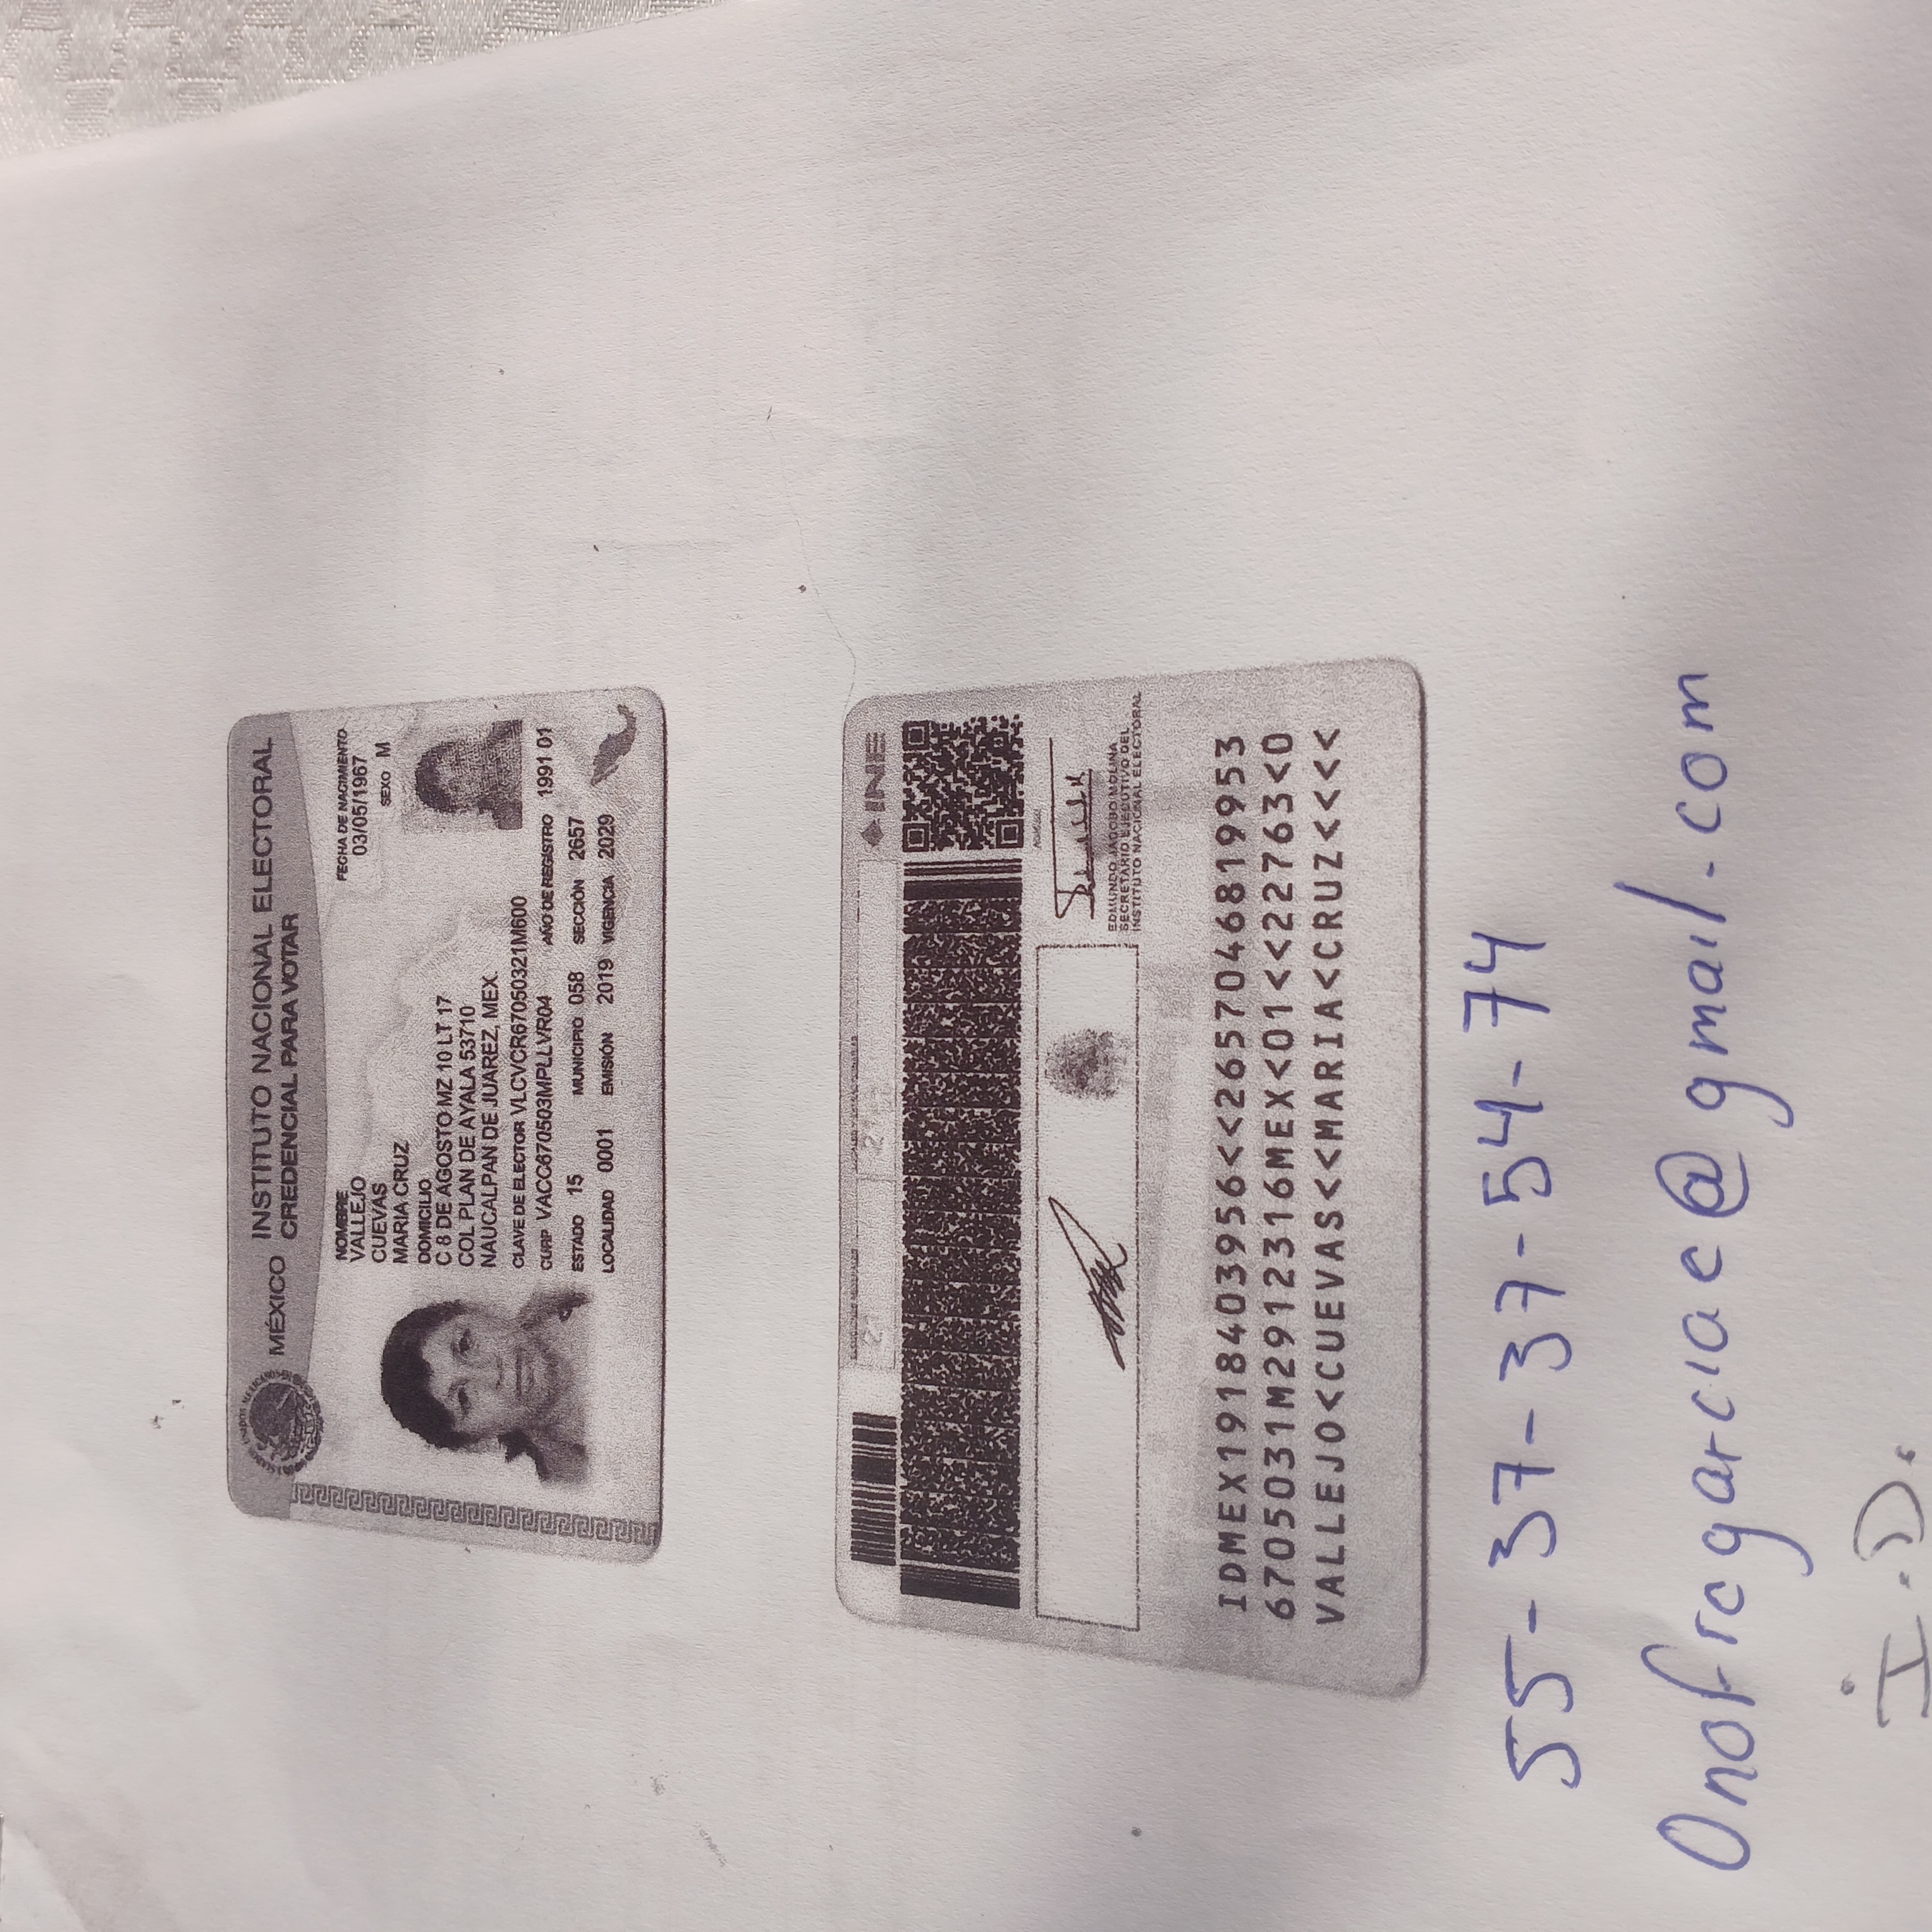 MÉXICO INSTITUTO NACIONAL ELECTORAL
CREDENCIAL PARA VOTAR
NOMBRE
VALLEJO
CUEVAS
MARIA CRUZ
FECHA DE NACIMIENTO
03/05/1967
SEXO M
DOMICILIO
C 8 DE AGOSTO MZ 10 LT 17
COL PLAN DE AYALA 53710
NAUCALPAN DE JUAREZ, MEX.
CLAVE DE ELECTOR VLCVCR67050321M600
CURP VACC670503MPLLVR04 AÑO DE REGISTRO 1991 01
ESTADO 15 MUNICIPIO 058 SECCIÓN 2657
LOCALIDAD 0001 EMISIÓN 2019 VIGENCIA 2029
INE
EDMUNDO JACOBO MOLINA
SECRETARIO EJECUTIVO DEL
INSTITUTO NACIONAL ELECTORAL
IDMEX1918403956<<2657046819953
6705031M2912316MEX<01<<22763<0
VALLEJO<CUEVAS<<MARIA<CRUZ<<<<
55-37-37-54-74
Onofregarciac@gmail.com
I.D.